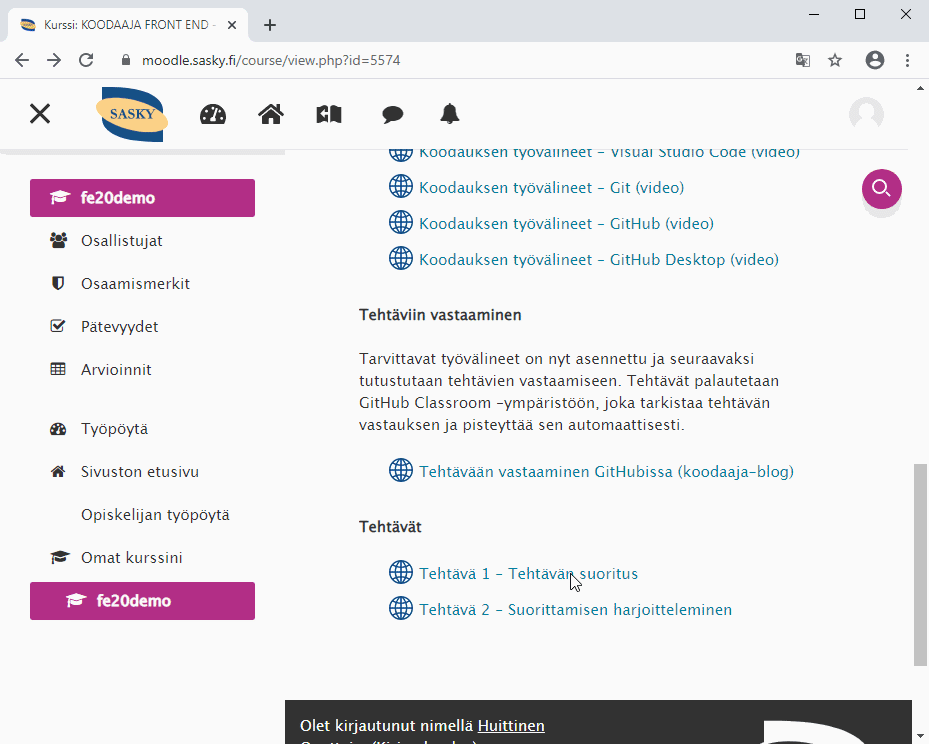 Kurssi: KOODAAJA FRONT END -
moodle.sasky.fi/course/view.php?id=5574
SASKY
fe20demo
Osallistujat
Osaamismerkit
Pätevyydet
Arvioinnit
Työpöytä
Sivuston etusivu
Opiskelijan työpöytä
Omat kurssini
fe20demo
Koodauksen työvälineet - Visual Studio Code (video)
Koodauksen työvälineet - Git (video)
Koodauksen työvälineet - GitHub (video)
Koodauksen työvälineet - GitHub Desktop (video)
Tehtäviin vastaaminen
Tarvittavat työvälineet on nyt asennettu ja seuraavaksi
tutustutaan tehtävien vastaamiseen. Tehtävät palautetaan
GitHub Classroom -ympäristöön, joka tarkistaa tehtävän
vastauksen ja pisteyttää sen automaattisesti.
Tehtävään vastaaminen GitHubissa (koodaaja-blog)
Tehtävät
Tehtävä 1 - Tehtävän suoritus
Tehtävä 2 - Suorittamisen harjoitteleminen
Olet kirjautunut nimellä Huittinen